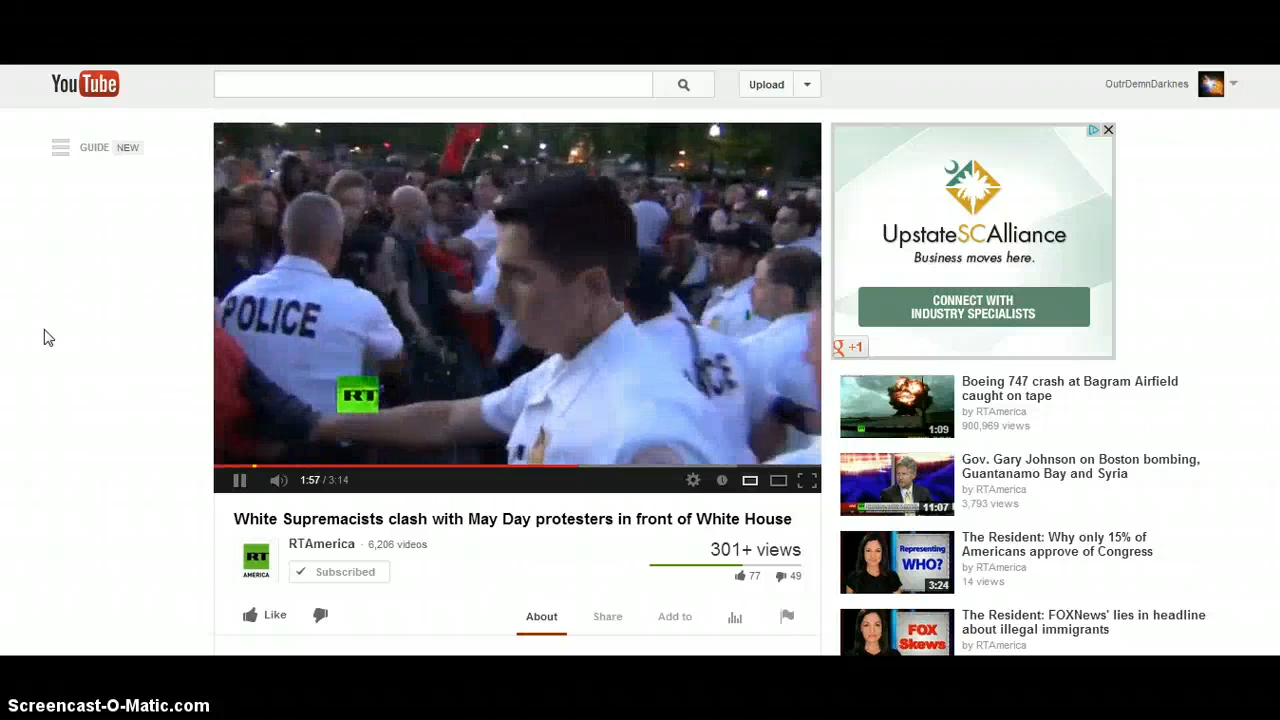 YouTube
Upload
OutrDemnDarknes
GUIDE NEW
POLICE
RT
1:57 / 3:14
White Supremacists clash with May Day protesters in front of White House
RT
AMERICA
RTAmerica · 6,206 videos
Subscribed
301+ views
77 49
Like
About Share Add to
UpstateSCAlliance
Business moves here.
CONNECT WITH
INDUSTRY SPECIALISTS
g +1
1:09
Boeing 747 crash at Bagram Airfield
caught on tape
by RTAmerica
900,969 views
11:07
Gov. Gary Johnson on Boston bombing,
Guantanamo Bay and Syria
by RTAmerica
3,793 views
Representing
WHO?
3:24
The Resident: Why only 15% of
Americans approve of Congress
by RTAmerica
14 views
FOX
Skews
The Resident: FOXNews' lies in headline
about illegal immigrants
by RTAmerica
Screencast-O-Matic.com